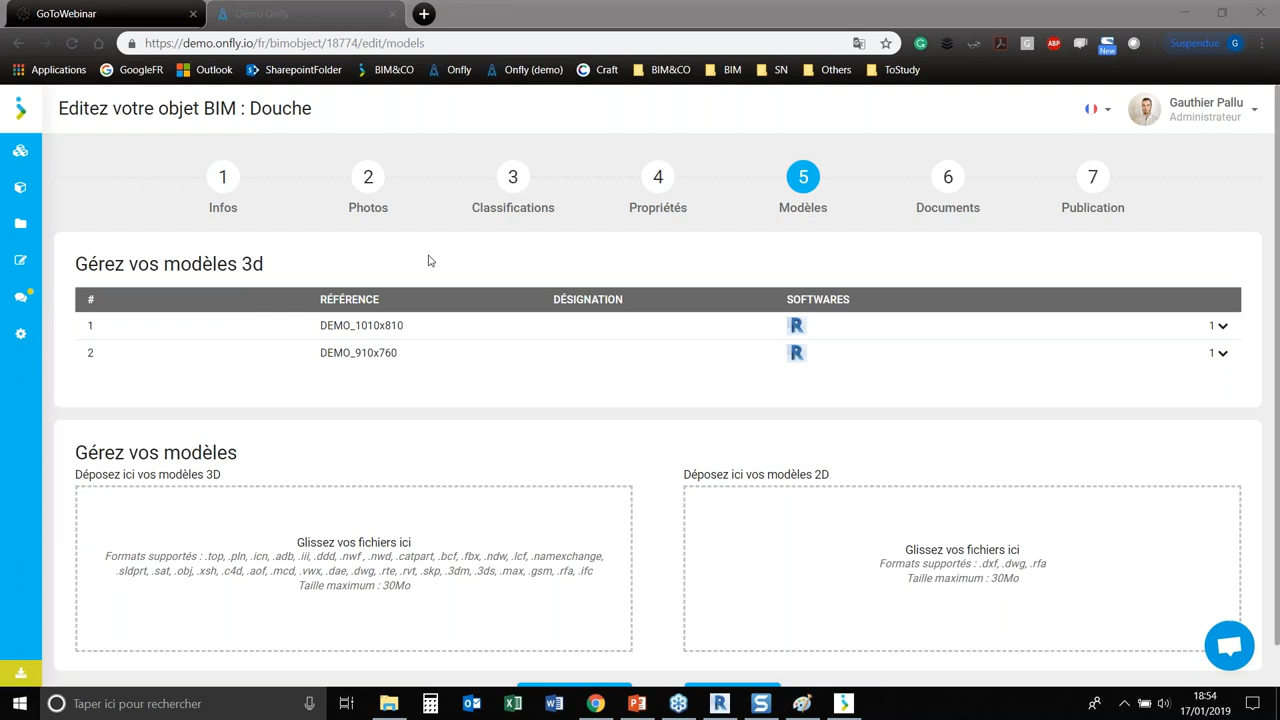 GoToWebinar
Demo Onfly
https://demo.onfly.io/fr/bimobject/18774/edit/models
ABP
New
Suspendue
G
Applications GoogleFR Outlook SharepointFolder BIM&CO Onfly Onfly (demo) Craft BIM&CO BIM SN Others ToStudy
Editez votre objet BIM : Douche
Gauthier Pallu
Administrateur
1 2 3 4 5 6 7
Infos Photos Classifications Propriétés Modèles Documents Publication
Gérez vos modèles 3d
# RÉFÉRENCE DÉSIGNATION SOFTWARES
1 DEMO_1010x810 R 1
2 DEMO_910x760 R 1
Gérez vos modèles
Déposez ici vos modèles 3D
Glissez vos fichiers ici
Formats supportés : .top, .pln, .icn, .adb, .iii, .ddd, .nwf , .nwd, .catpart, .bcf, .fbx, .ndw, .lcf, .namexchange,
.sldprt, .sat, .obj, .xsh, .c4d, .aof, .mcd, .vwx, .dae, .dwg, .rte, .rvt, .skp, .3dm, .3ds, .max, .gsm, .rfa, .ifc
Taille maximum : 30Mo
Déposez ici vos modèles 2D
Glissez vos fichiers ici
Formats supportés : .dxf, .dwg, .rfa
Taille maximum : 30Mo
Taper ici pour rechercher
18:54
17/01/2019